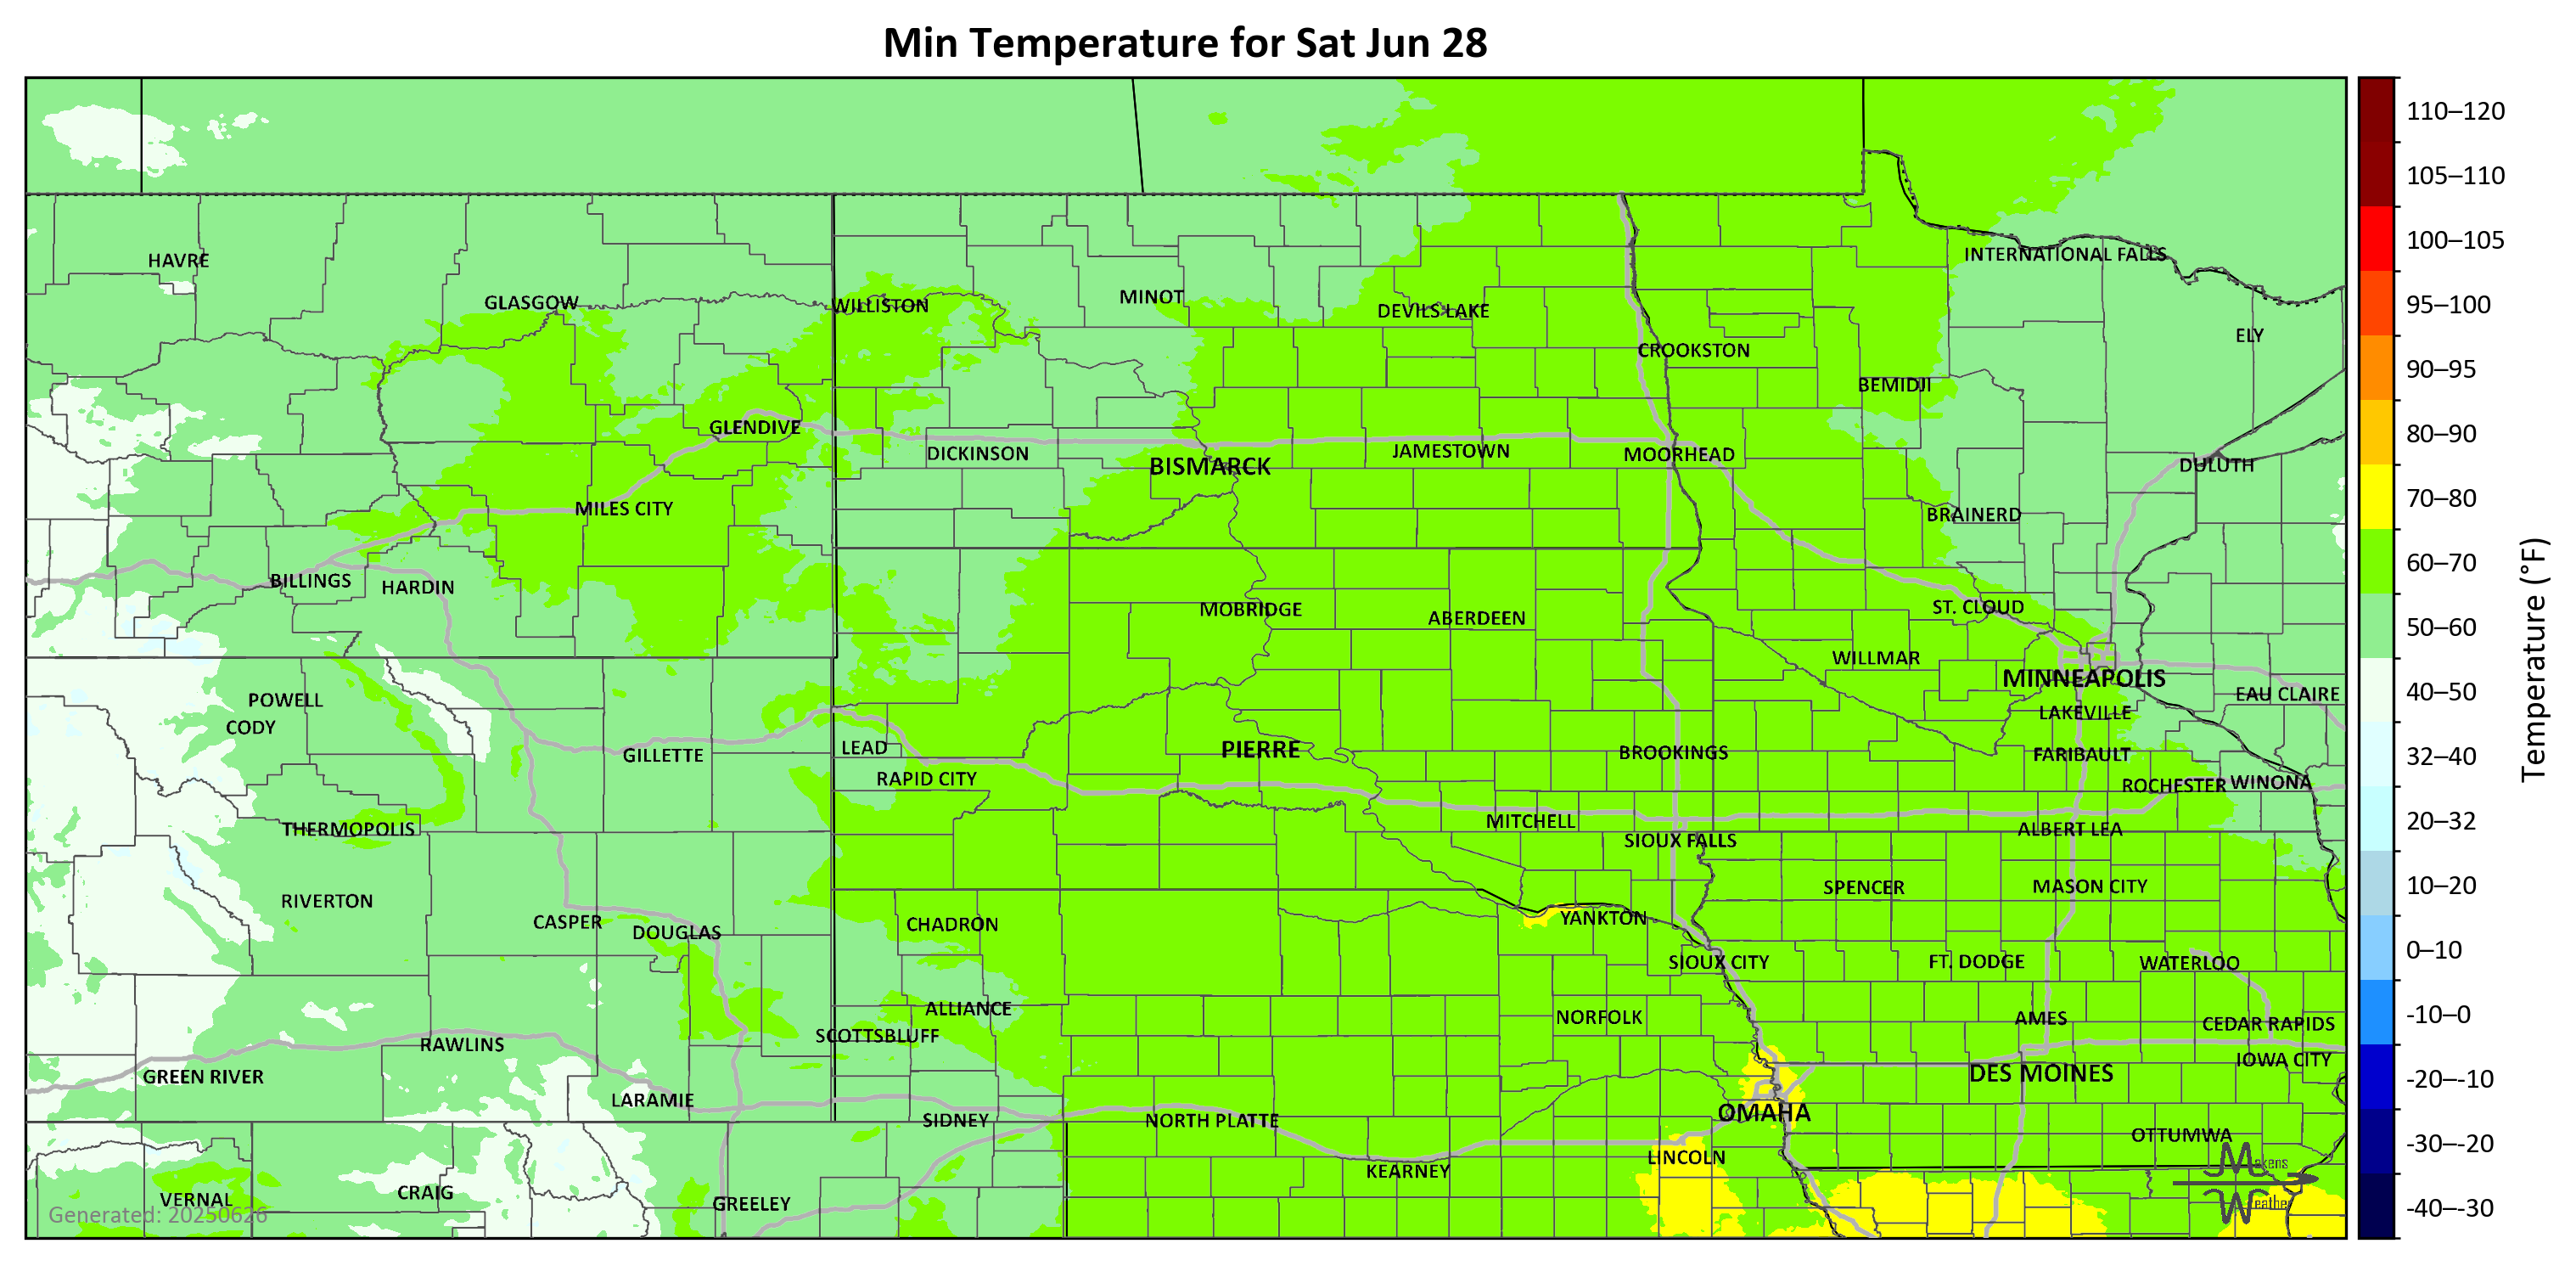 Min Temperature for Sat Jun 28
110–120
105–110
100–105
95–100
90–95
80–90
70–80
60–70
50–60
40–50
32–40
20–32
10–20
0–10
-10–0
-20–-10
-30–-20
-40–-30
Temperature (°F)
INTERNATIONAL FALLS
HAVRE
MINOT
GLASGOW
WILLISTON
DEVILS LAKE
ELY
CROOKSTON
BEMIDJI
GLENDIVE
JAMESTOWN
DICKINSON
MOORHEAD
BISMARCK
DULUTH
MILES CITY
BRAINERD
BILLINGS
HARDIN
ST. CLOUD
MOBRIDGE
ABERDEEN
WILLMAR
MINNEAPOLIS
EAU CLAIRE
POWELL
LAKEVILLE
CODY
LEAD
PIERRE
BROOKINGS
GILLETTE
FARIBAULT
RAPID CITY
WINONA
ROCHESTER
MITCHELL
THERMOPOLIS
ALBERT LEA
SIOUX FALLS
SPENCER
MASON CITY
RIVERTON
YANKTON
CASPER
CHADRON
DOUGLAS
SIOUX CITY
FT. DODGE
WATERLOO
ALLIANCE
NORFOLK
AMES
CEDAR RAPIDS
SCOTTSBLUFF
RAWLINS
IOWA CITY
DES MOINES
GREEN RIVER
LARAMIE
OMAHA
SIDNEY
NORTH PLATTE
OTTUMWA
LINCOLN
KEARNEY
Makens
Weather
CRAIG
VERNAL
GREELEY
Generated: 20250626